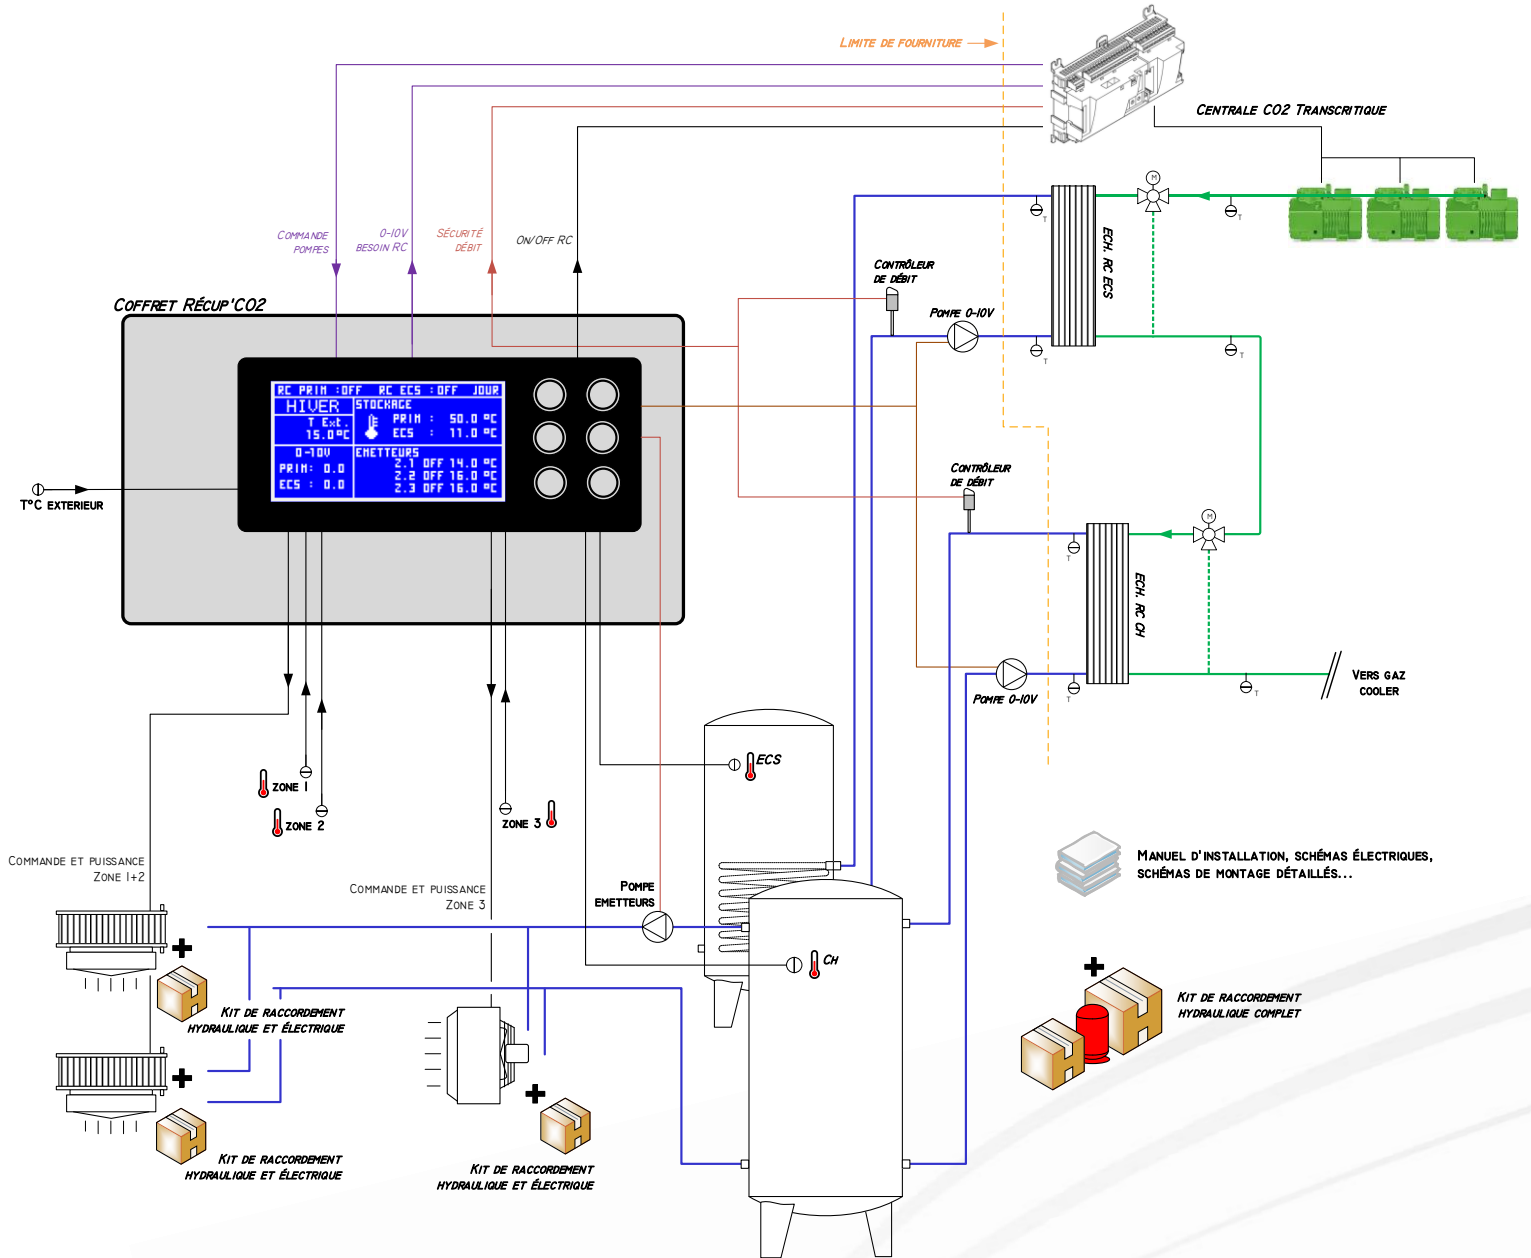 LIMITE DE FOURNITURE
CENTRALE CO2 TRANSCRITIQUE
COMMANDE
POMPES
0-10V
BESOIN RC
SÉCURITÉ
DÉBIT
ON/OFF RC
M
T
T
ECH. RC ECS
CONTRÔLEUR
DE DÉBIT
POMPE 0-10V
T
T
COFFRET RÉCUP'CO2
RC PRIM :OFF RC ECS :OFF JOUR
HIVER
STOCKAGE
T Ext.
15.0°C
PRIM : 50.0 °C
ECS : 11.0 °C
0-10V
PRIM: 0.0
ECS : 0.0
EMETTEURS
2.1 OFF 14.0 °C
2.2 OFF 16.0 °C
2.3 OFF 16.0 °C
T°C EXTERIEUR
CONTRÔLEUR
DE DÉBIT
M
T
ECH. RC CH
POMPE 0-10V
T
T
VERS GAZ
COOLER
ECS
ZONE 1
ZONE 2
ZONE 3
COMMANDE ET PUISSANCE
ZONE 1+2
COMMANDE ET PUISSANCE
ZONE 3
POMPE
EMETTEURS
MANUEL D'INSTALLATION, SCHÉMAS ÉLECTRIQUES,
SCHÉMAS DE MONTAGE DÉTAILLÉS...
CH
KIT DE RACCORDEMENT
HYDRAULIQUE ET ÉLECTRIQUE
KIT DE RACCORDEMENT
HYDRAULIQUE COMPLET
KIT DE RACCORDEMENT
HYDRAULIQUE ET ÉLECTRIQUE
KIT DE RACCORDEMENT
HYDRAULIQUE ET ÉLECTRIQUE